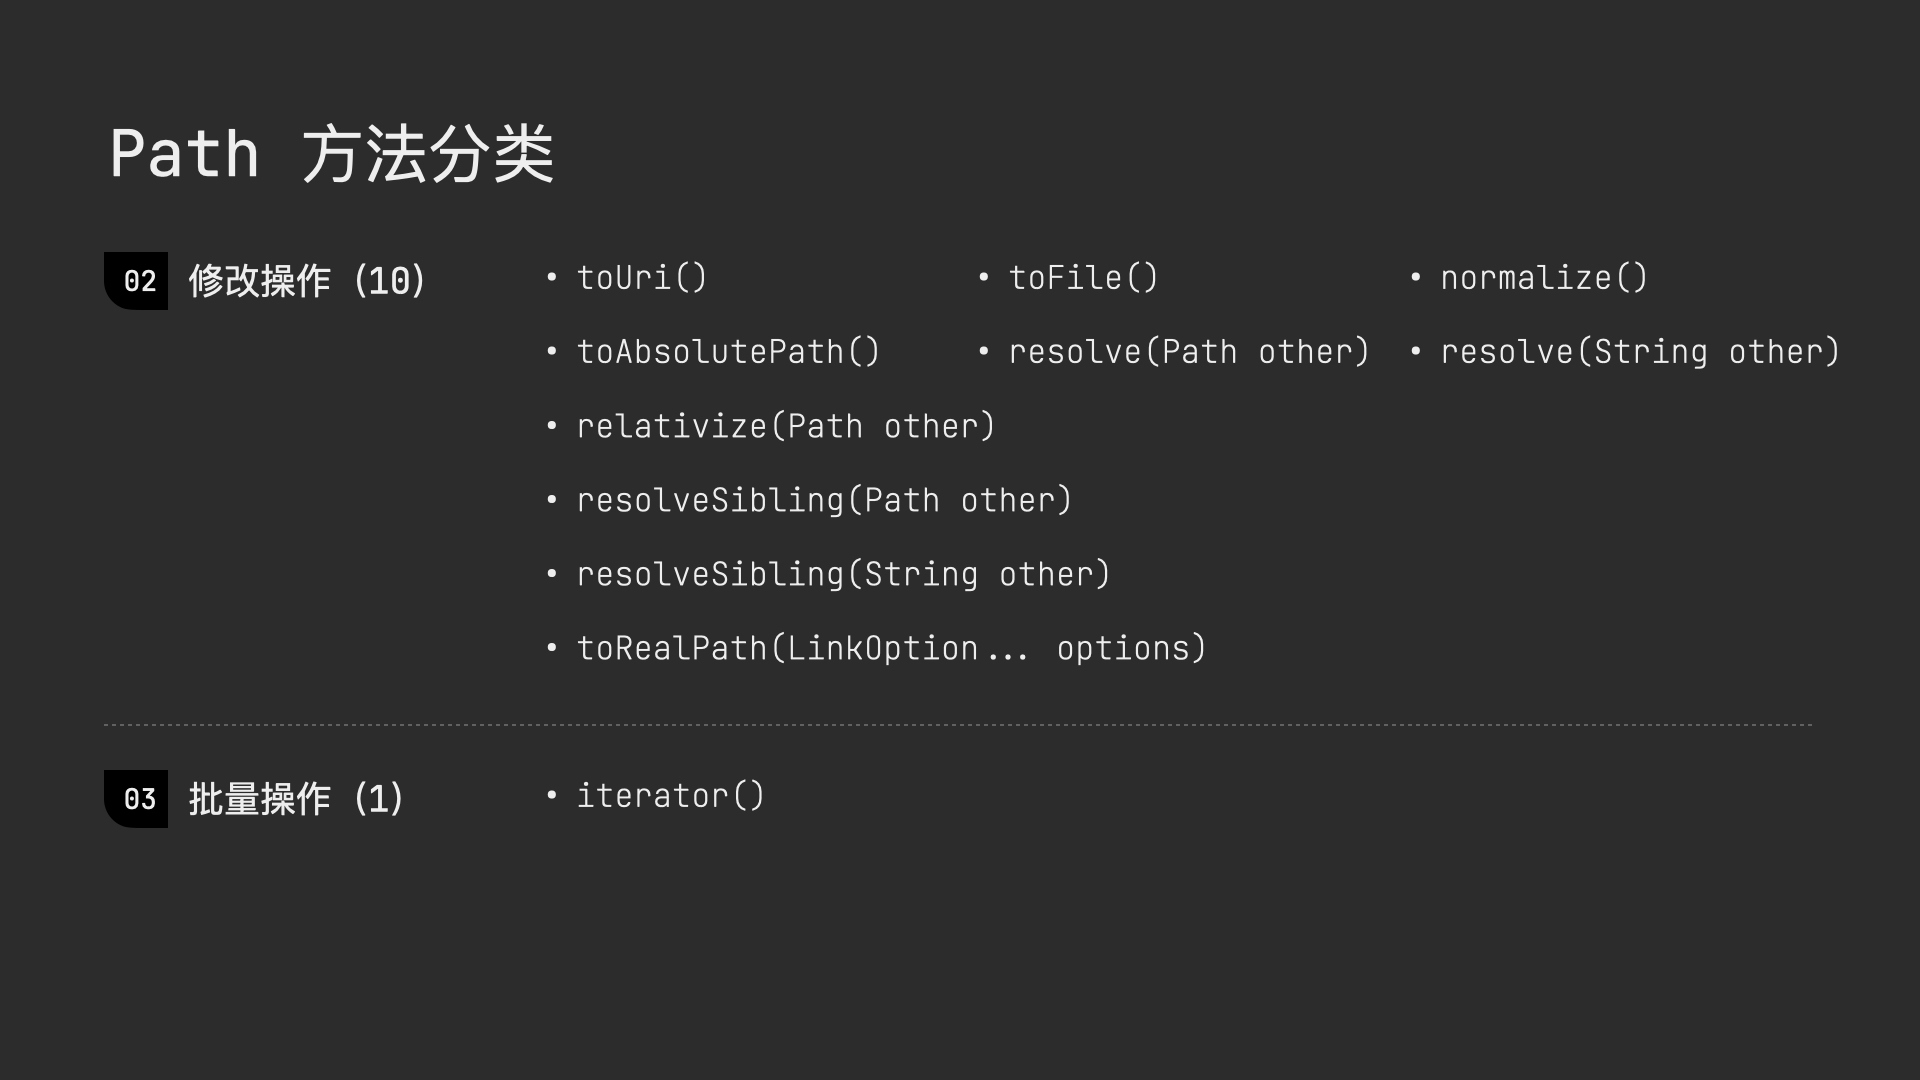 Path 方法分类
02 修改操作 (10)
• toUri() • toFile() • normalize()
• toAbsolutePath() • resolve(Path other) • resolve(String other)
• relativize(Path other)
• resolveSibling(Path other)
• resolveSibling(String other)
• toRealPath(LinkOption... options)
03 批量操作 (1)
• iterator()